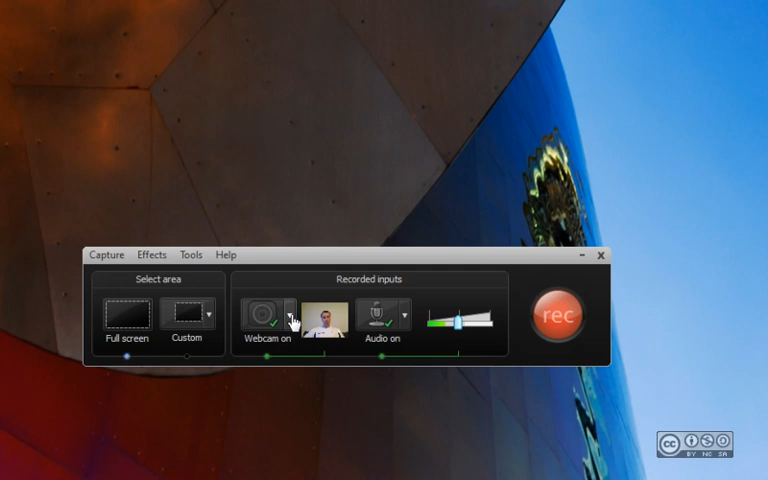 Capture Effects Tools Help
Select area
Recorded inputs
Full screen
Custom
Webcam on
Audio on
rec
cc
BY NC SA